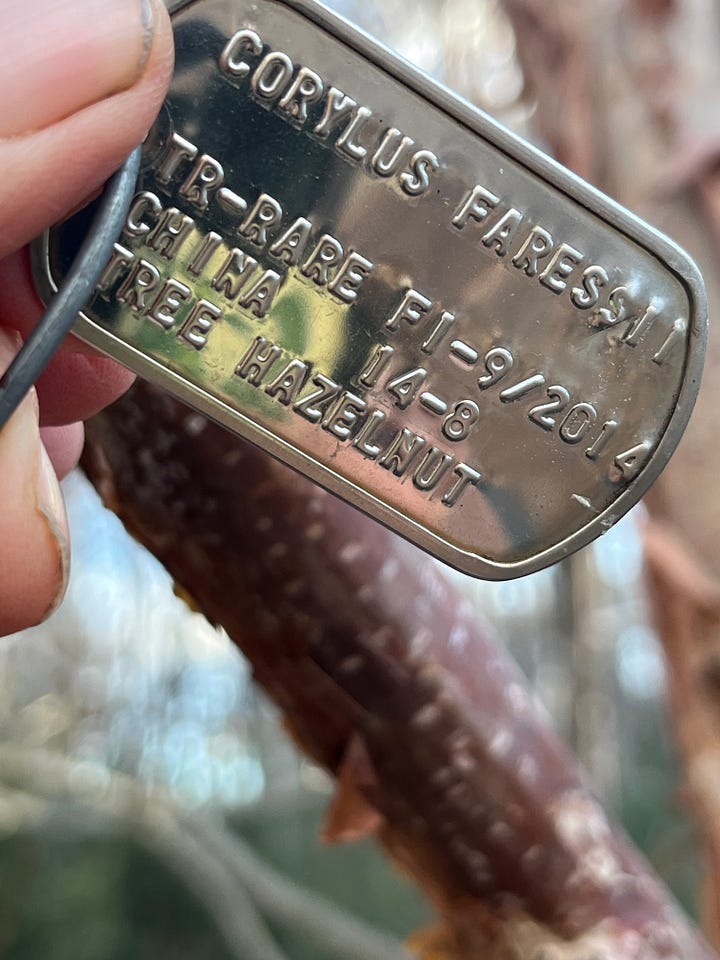 CORYLUS FARESSII
TR-RARE FI-9/2014
CHINA 14-8
TREE HAZELNUT